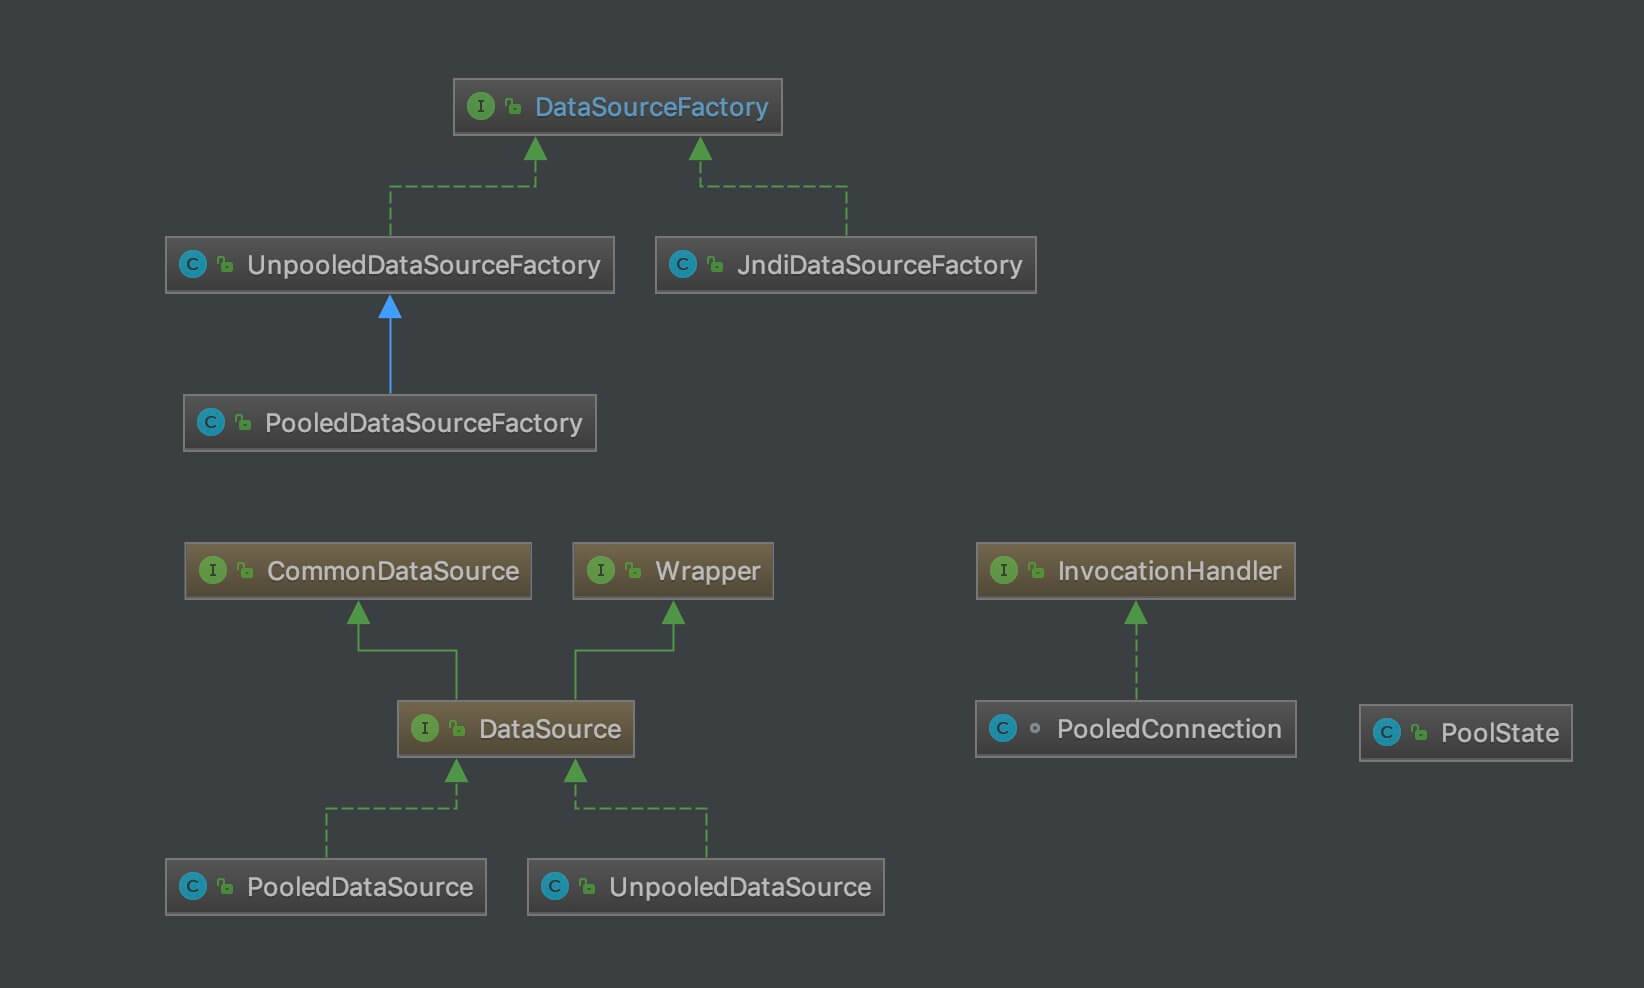 I DataSourceFactory
C UnpooledDataSourceFactory
C JndiDataSourceFactory
C PooledDataSourceFactory
I CommonDataSource
I Wrapper
I InvocationHandler
I DataSource
C PooledConnection
C PoolState
C PooledDataSource
C UnpooledDataSource